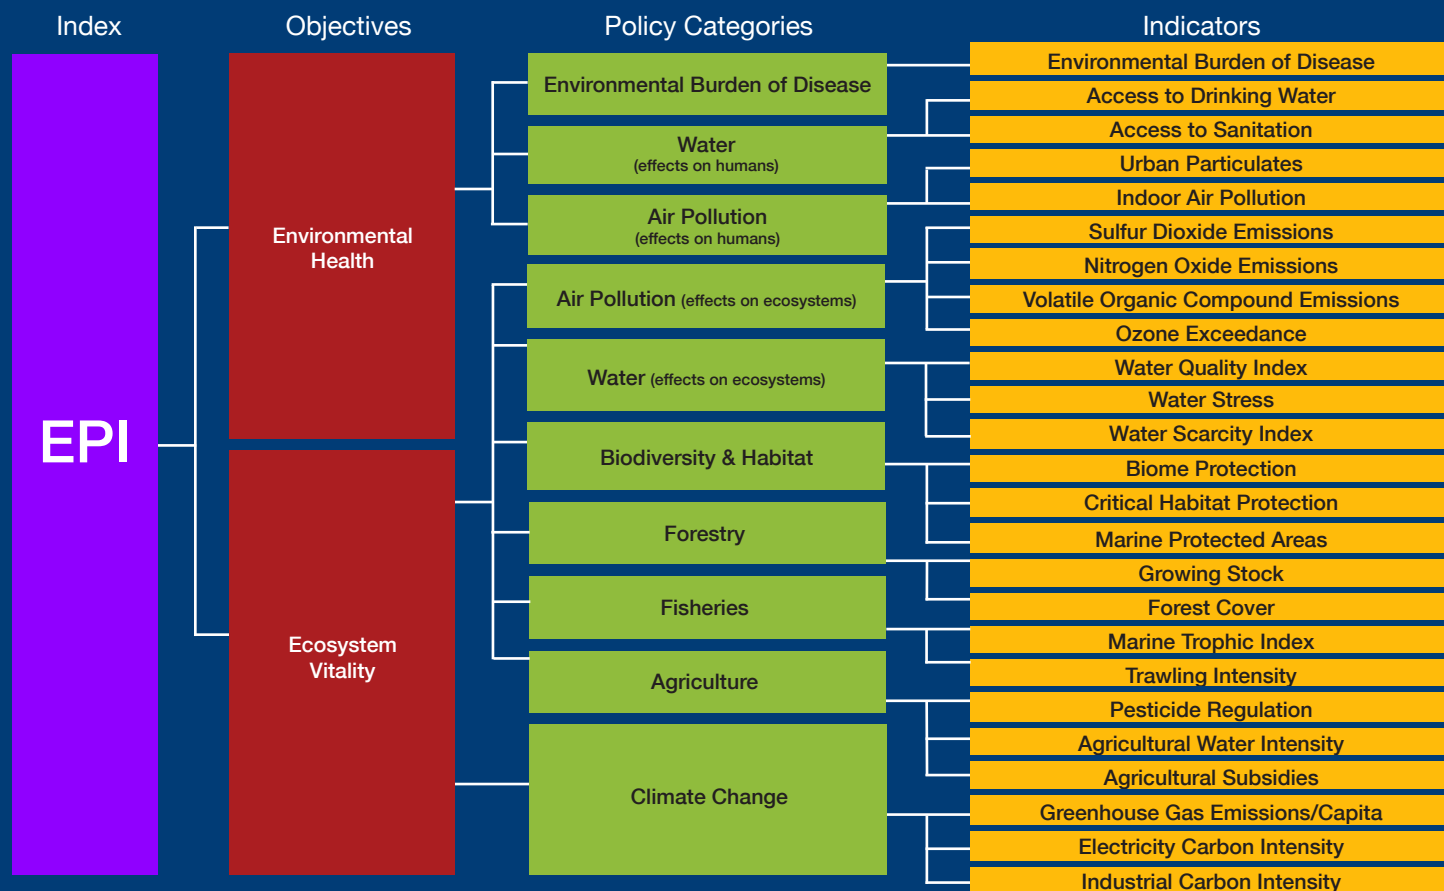 Index
Objectives
Policy Categories
Indicators
EPI
Environmental
Health
Ecosystem
Vitality
Environmental Burden of Disease
Water
(effects on humans)
Air Pollution
(effects on humans)
Air Pollution (effects on ecosystems)
Water (effects on ecosystems)
Biodiversity & Habitat
Forestry
Fisheries
Agriculture
Climate Change
Environmental Burden of Disease
Access to Drinking Water
Access to Sanitation
Urban Particulates
Indoor Air Pollution
Sulfur Dioxide Emissions
Nitrogen Oxide Emissions
Volatile Organic Compound Emissions
Ozone Exceedance
Water Quality Index
Water Stress
Water Scarcity Index
Biome Protection
Critical Habitat Protection
Marine Protected Areas
Growing Stock
Forest Cover
Marine Trophic Index
Trawling Intensity
Pesticide Regulation
Agricultural Water Intensity
Agricultural Subsidies
Greenhouse Gas Emissions/Capita
Electricity Carbon Intensity
Industrial Carbon Intensity